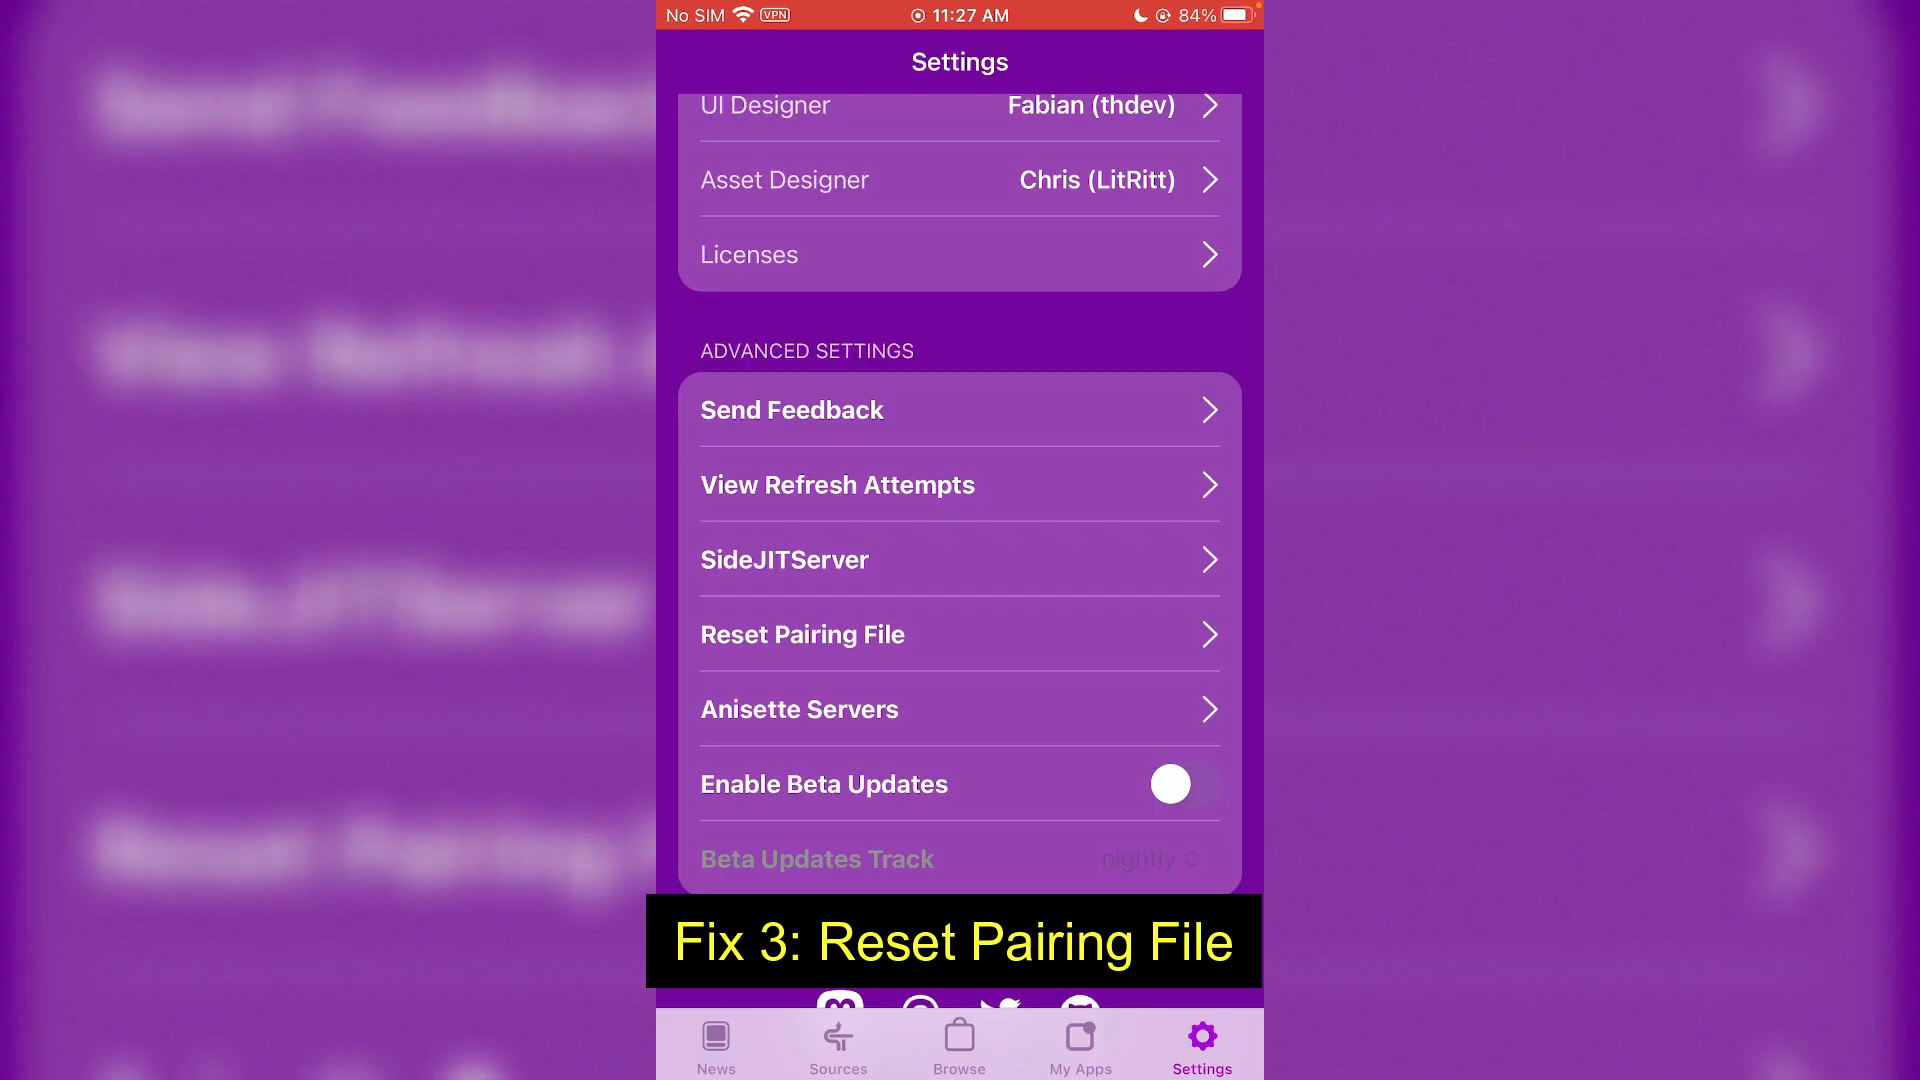 No SIM VPN 11:27 AM 84%
Settings
UI Designer Fabian (thdev)
Asset Designer Chris (LitRitt)
Licenses
ADVANCED SETTINGS
Send Feedback
View Refresh Attempts
SideJITServer
Reset Pairing File
Anisette Servers
Enable Beta Updates
Beta Updates Track nightly
Fix 3: Reset Pairing File
News Sources Browse My Apps Settings